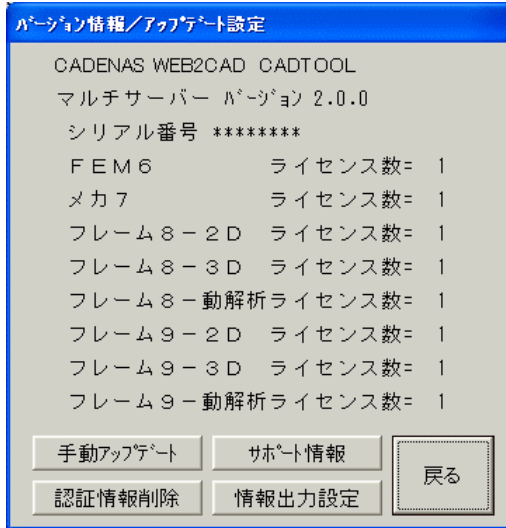 ﾊﾞｰｼﾞｮﾝ情報／ｱｯﾌﾟﾃﾞｰﾄ設定
CADENAS WEB2CAD CADTOOL
マルチサーバー ﾊﾞｰｼﾞｮﾝ 2.0.0
シリアル番号 ********
ＦＥＭ６ ライセンス数= 1
メカ７ ライセンス数= 1
フレーム８－２Ｄ ライセンス数= 1
フレーム８－３Ｄ ライセンス数= 1
フレーム８－動解析ライセンス数= 1
フレーム９－２Ｄ ライセンス数= 1
フレーム９－３Ｄ ライセンス数= 1
フレーム９－動解析ライセンス数= 1
手動ｱｯﾌﾟﾃﾞｰﾄ
ｻﾎﾟｰﾄ情報
戻る
認証情報削除
情報出力設定